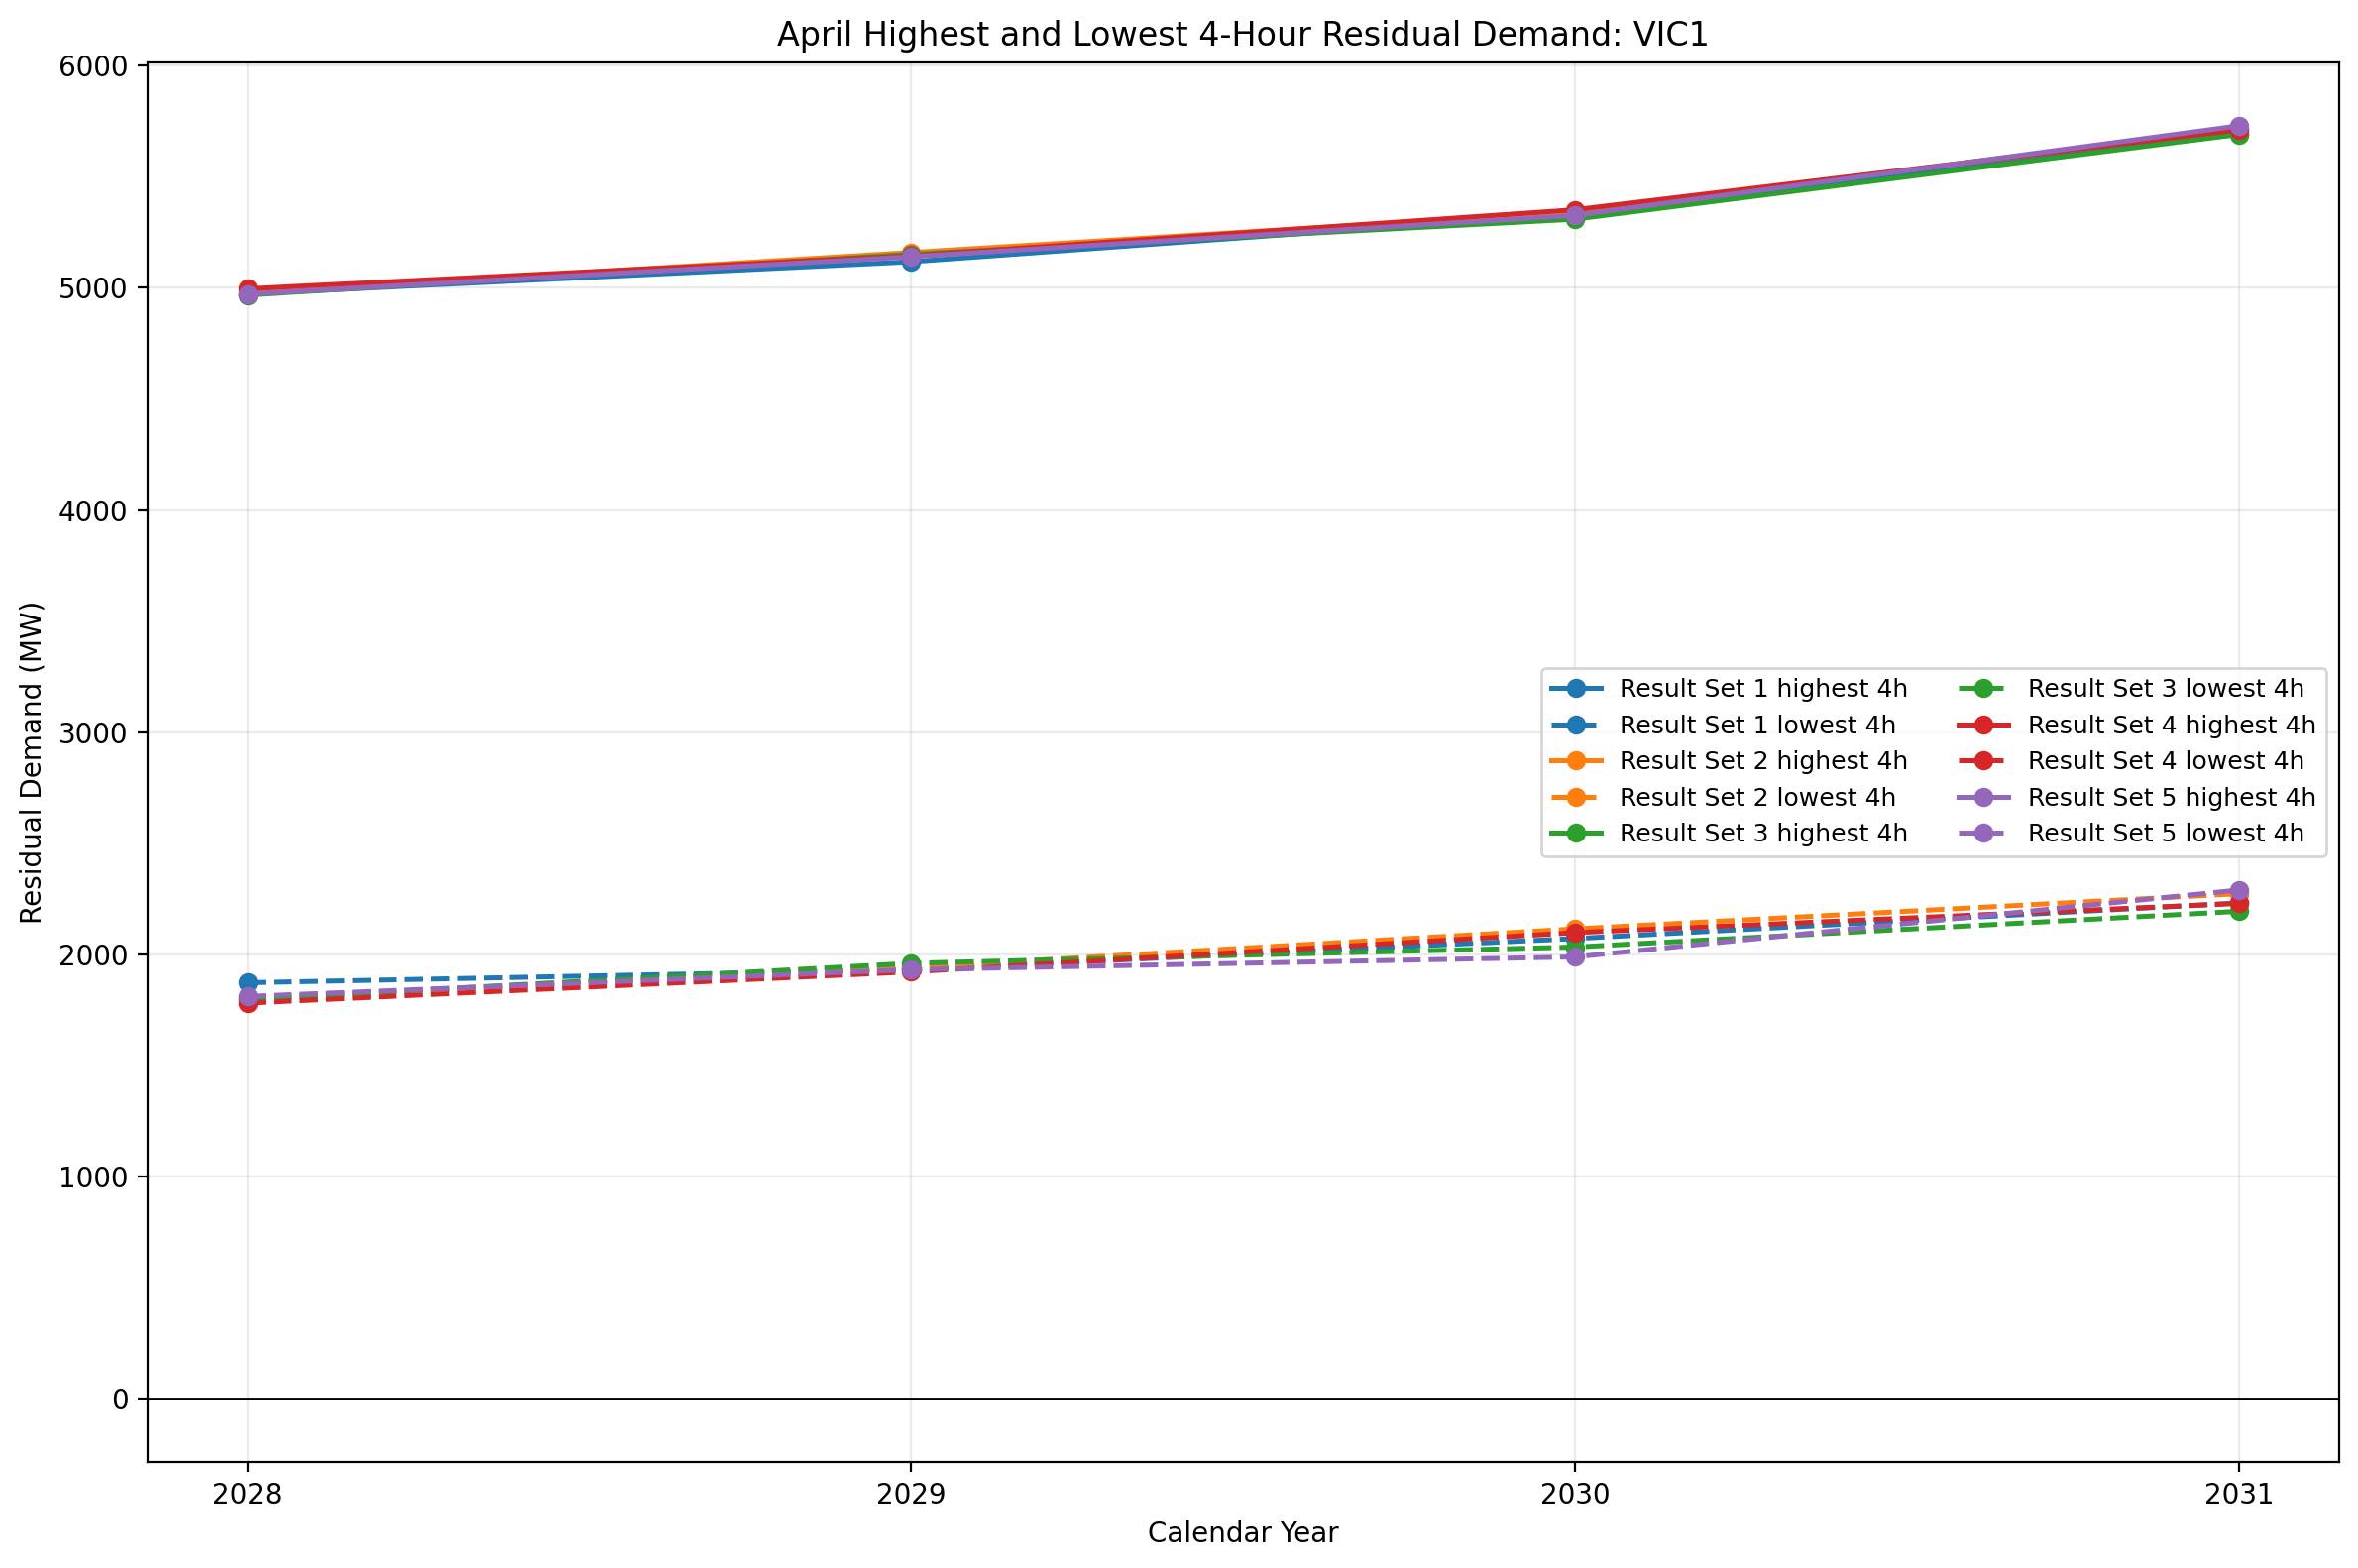 April Highest and Lowest 4-Hour Residual Demand: VIC1
6000
5000
4000
3000
2000
1000
0
Residual Demand (MW)
Result Set 1 highest 4h
Result Set 1 lowest 4h
Result Set 2 highest 4h
Result Set 2 lowest 4h
Result Set 3 highest 4h
Result Set 3 lowest 4h
Result Set 4 highest 4h
Result Set 4 lowest 4h
Result Set 5 highest 4h
Result Set 5 lowest 4h
2028 2029 2030 2031
Calendar Year